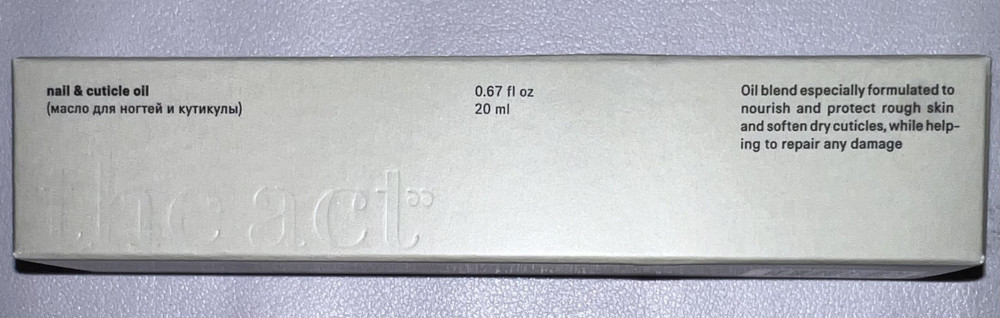 nail & cuticle oil
(масло для ногтей и кутикулы)
0.67 fl oz
20 ml
Oil blend especially formulated to
nourish and protect rough skin
and soften dry cuticles, while help-
ing to repair any damage
the act